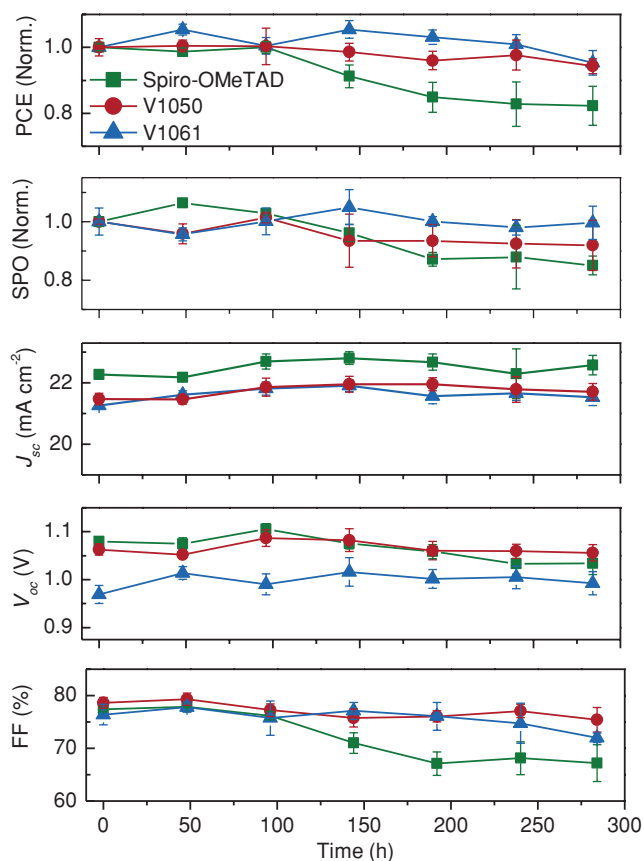 PCE (Norm.)
1.0
0.8
Spiro-OMeTAD
V1050
V1061
SPO (Norm.)
1.0
0.8
Jsc (mA cm-2)
22
20
Voc (V)
1.1
1.0
0.9
FF (%)
80
70
60
0 50 100 150 200 250 300
Time (h)